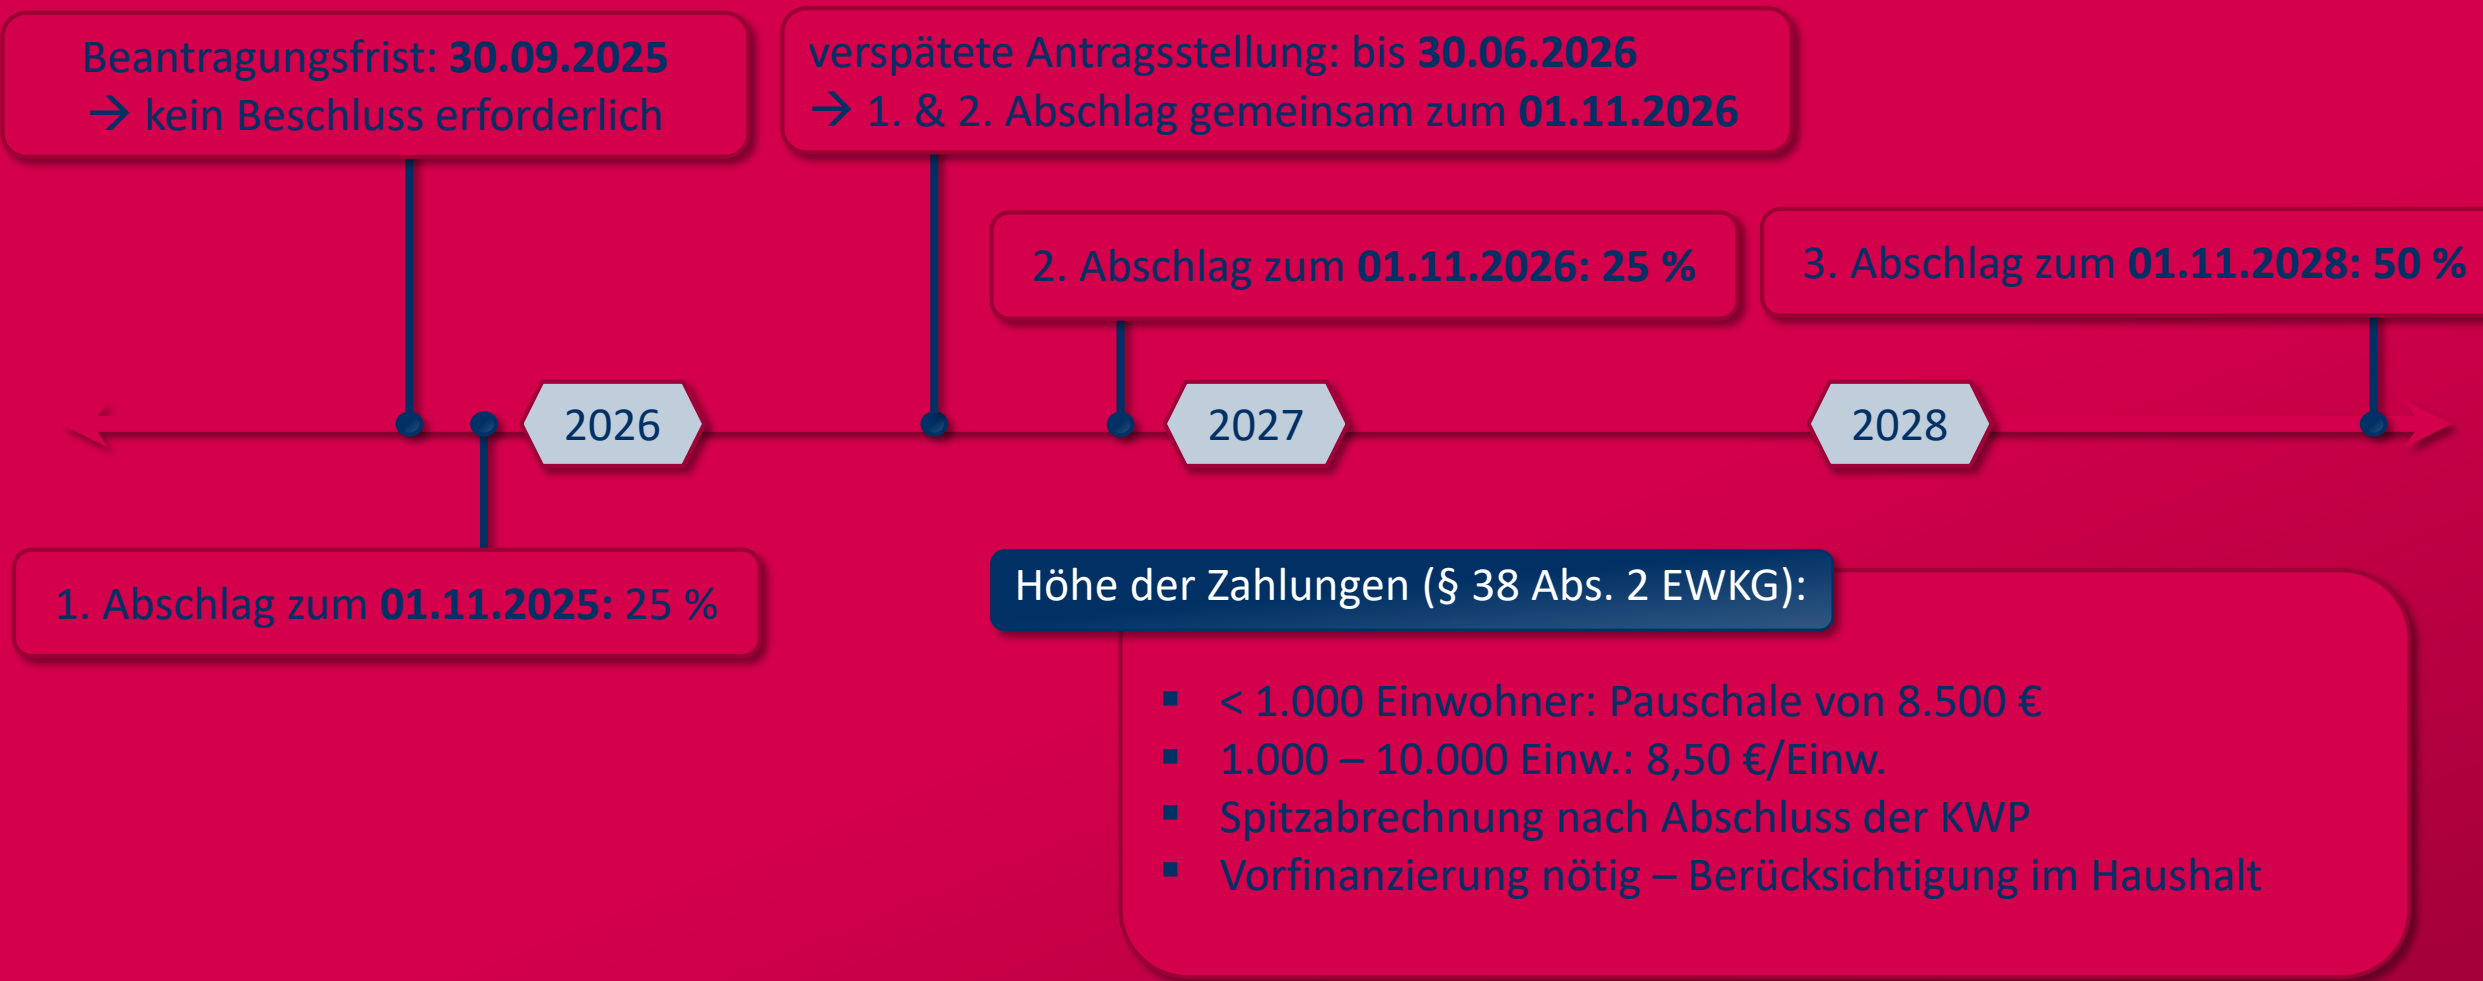 Beantragungsfrist: 30.09.2025
→ kein Beschluss erforderlich
verspätete Antragsstellung: bis 30.06.2026
→ 1. & 2. Abschlag gemeinsam zum 01.11.2026
2. Abschlag zum 01.11.2026: 25 %
3. Abschlag zum 01.11.2028: 50 %
2026
2027
2028
1. Abschlag zum 01.11.2025: 25 %
Höhe der Zahlungen (§ 38 Abs. 2 EWKG):
▪ < 1.000 Einwohner: Pauschale von 8.500 €
▪ 1.000 – 10.000 Einw.: 8,50 €/Einw.
▪ Spitzabrechnung nach Abschluss der KWP
▪ Vorfinanzierung nötig – Berücksichtigung im Haushalt